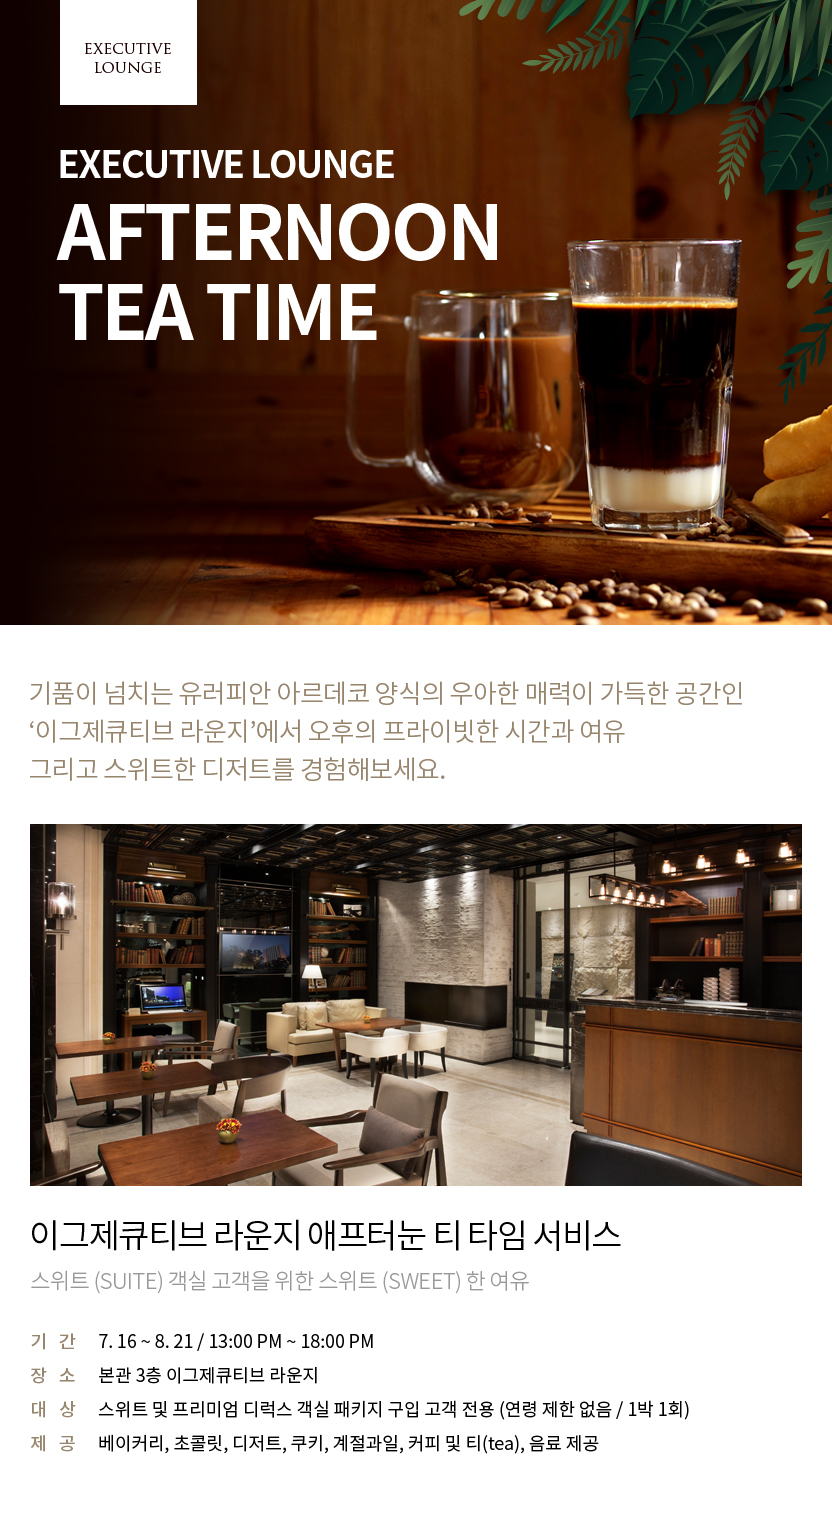 EXECUTIVE
LOUNGE
EXECUTIVE LOUNGE
AFTERNOON
TEA TIME
기품이 넘치는 유러피안 아르데코 양식의 우아한 매력이 가득한 공간인
‘이그제큐티브 라운지’에서 오후의 프라이빗한 시간과 여유
그리고 스위트한 디저트를 경험해보세요.
이그제큐티브 라운지 애프터눈 티 타임 서비스
스위트 (SUITE) 객실 고객을 위한 스위트 (SWEET) 한 여유
기 간 7. 16 ~ 8. 21 / 13:00 PM ~ 18:00 PM
장 소 본관 3층 이그제큐티브 라운지
대 상 스위트 및 프리미엄 디럭스 객실 패키지 구입 고객 전용 (연령 제한 없음 / 1박 1회)
제 공 베이커리, 초콜릿, 디저트, 쿠키, 계절과일, 커피 및 티(tea), 음료 제공